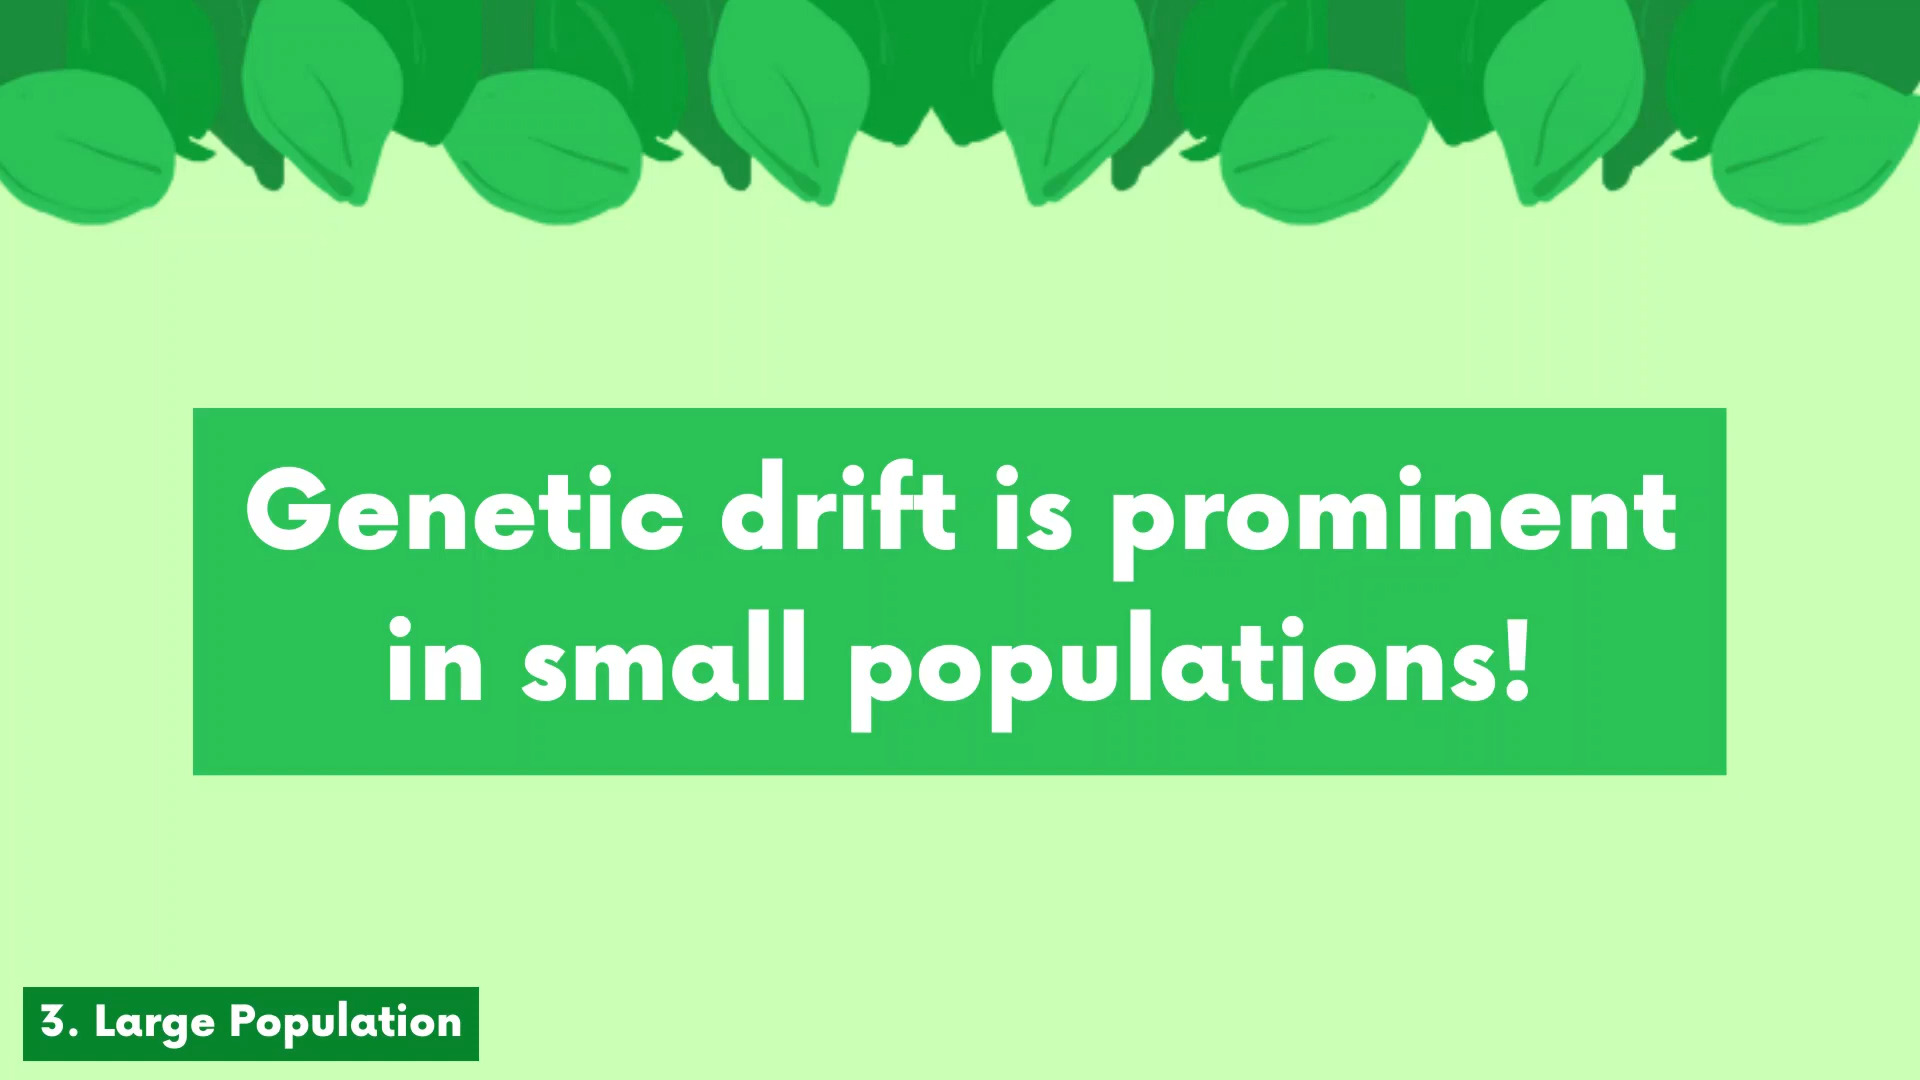 Genetic drift is prominent
in small populations!
3. Large Population